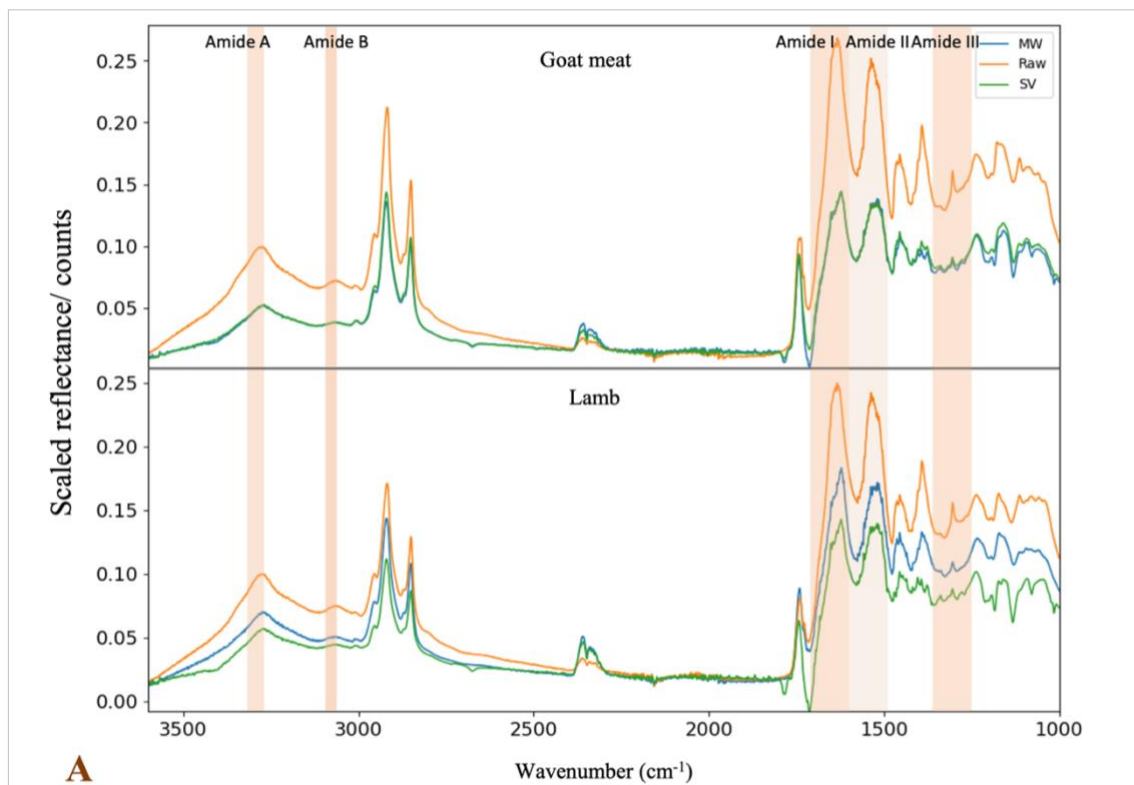 Amide A
Amide B
Amide I
Amide II
Amide III
MW
Raw
SV
Goat meat
0.25
0.20
0.15
0.10
0.05
Lamb
0.25
0.20
0.15
0.10
0.05
0.00
Scaled reflectance/ counts
3500
3000
2500
2000
1500
1000
A
Wavenumber (cm⁻¹)